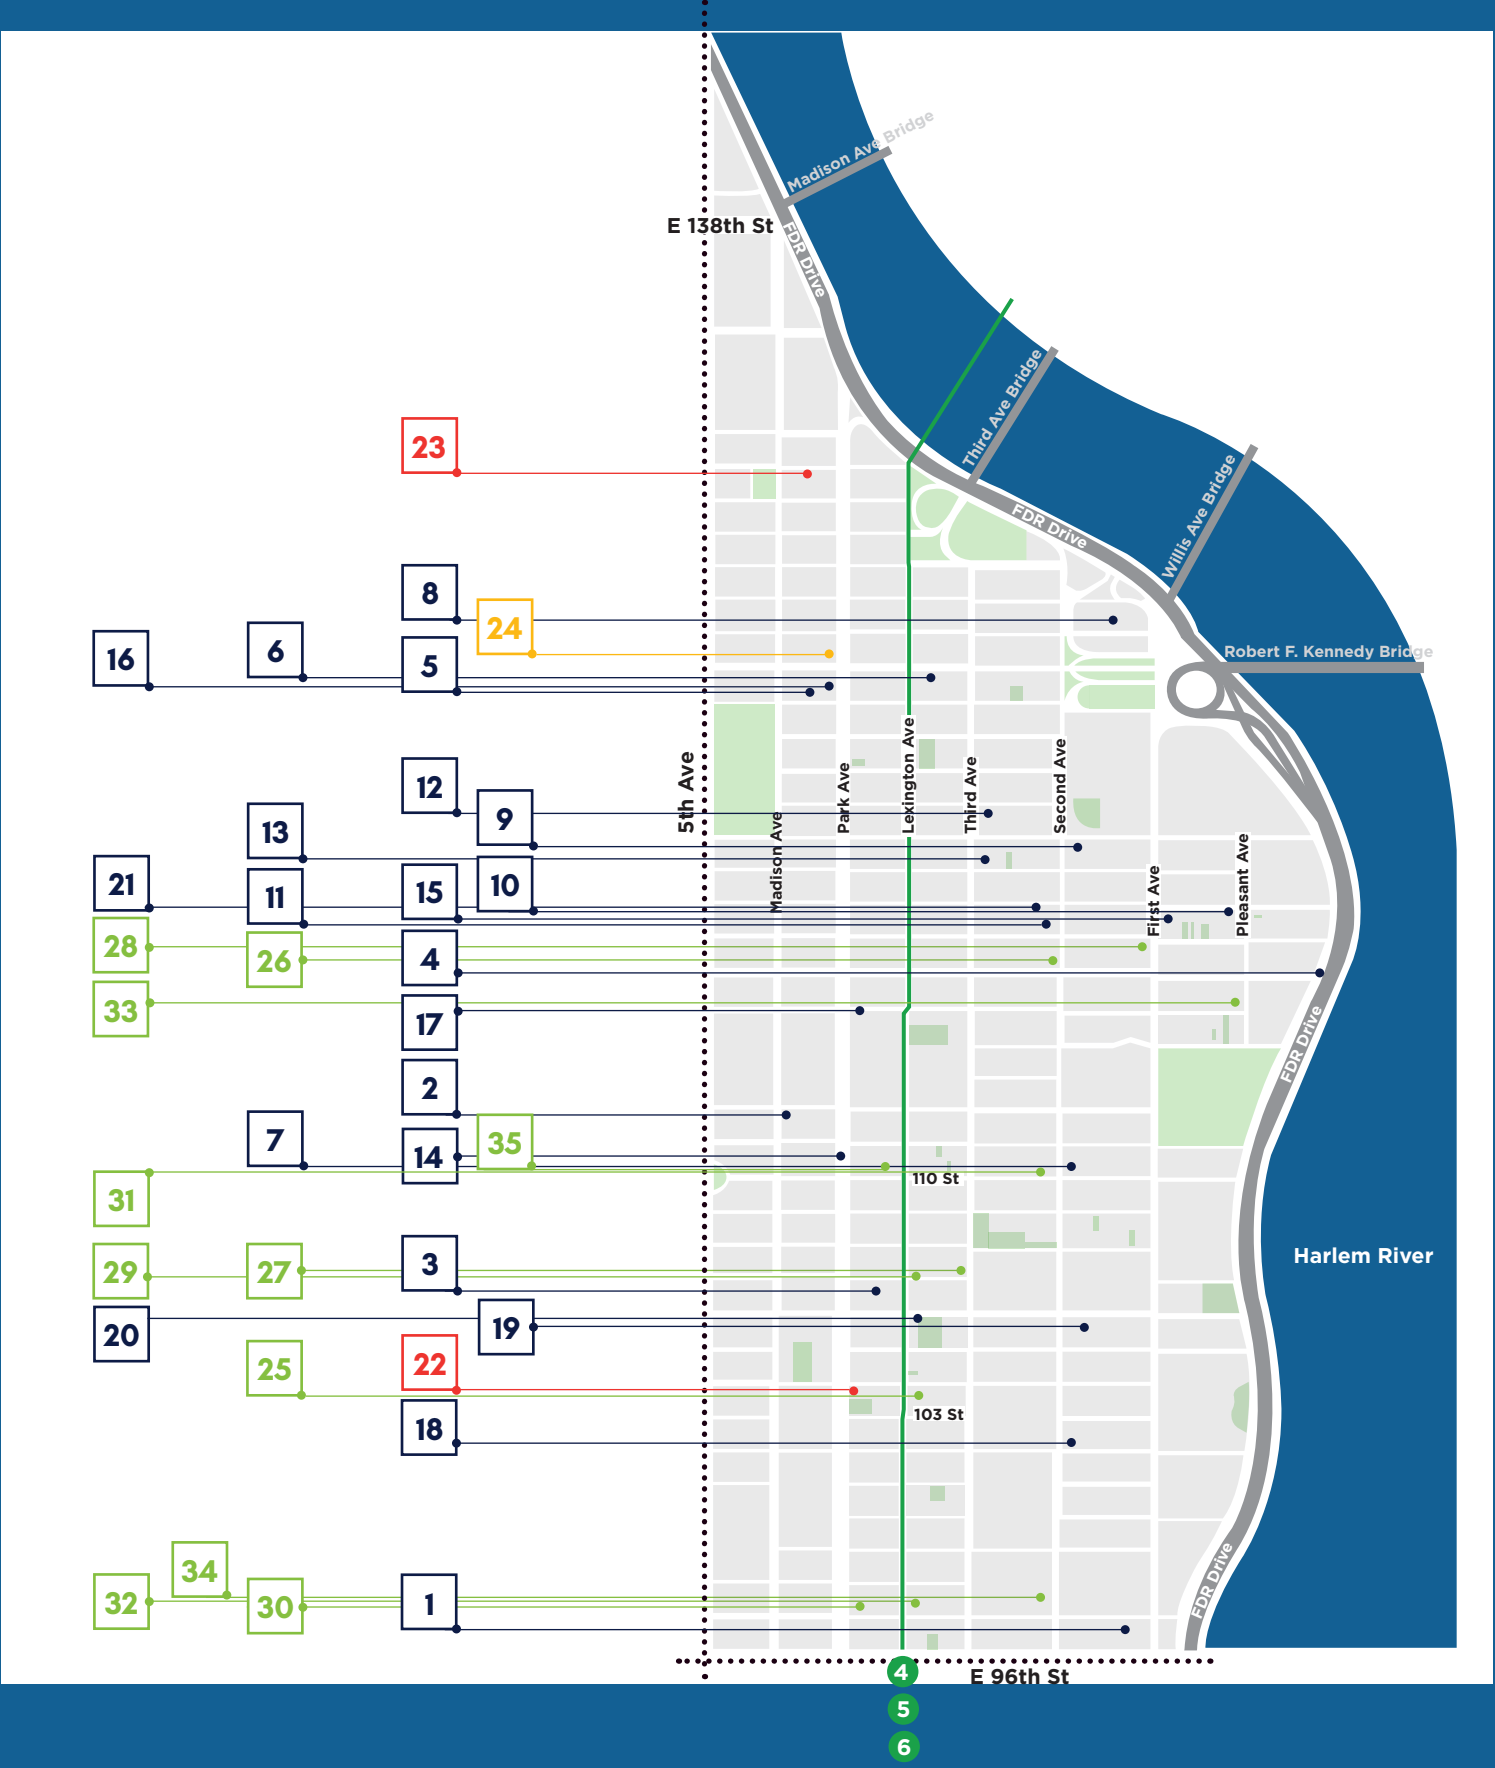 Madison Ave Bridge
E 138th St
FDR Drive
Third Ave Bridge
23
FDR Drive
Willis Ave Bridge
8
24
16
6
5
Robert F. Kennedy Bridge
5th Ave
Madison Ave
Park Ave
Lexington Ave
Third Ave
Second Ave
First Ave
Pleasant Ave
12
9
13
21
11
15
10
28
26
4
33
17
FDR Drive
2
7
14
35
110 St
31
29
27
3
Harlem River
20
19
25
22
103 St
18
34
32
30
1
FDR Drive
E 96th St
4
5
6